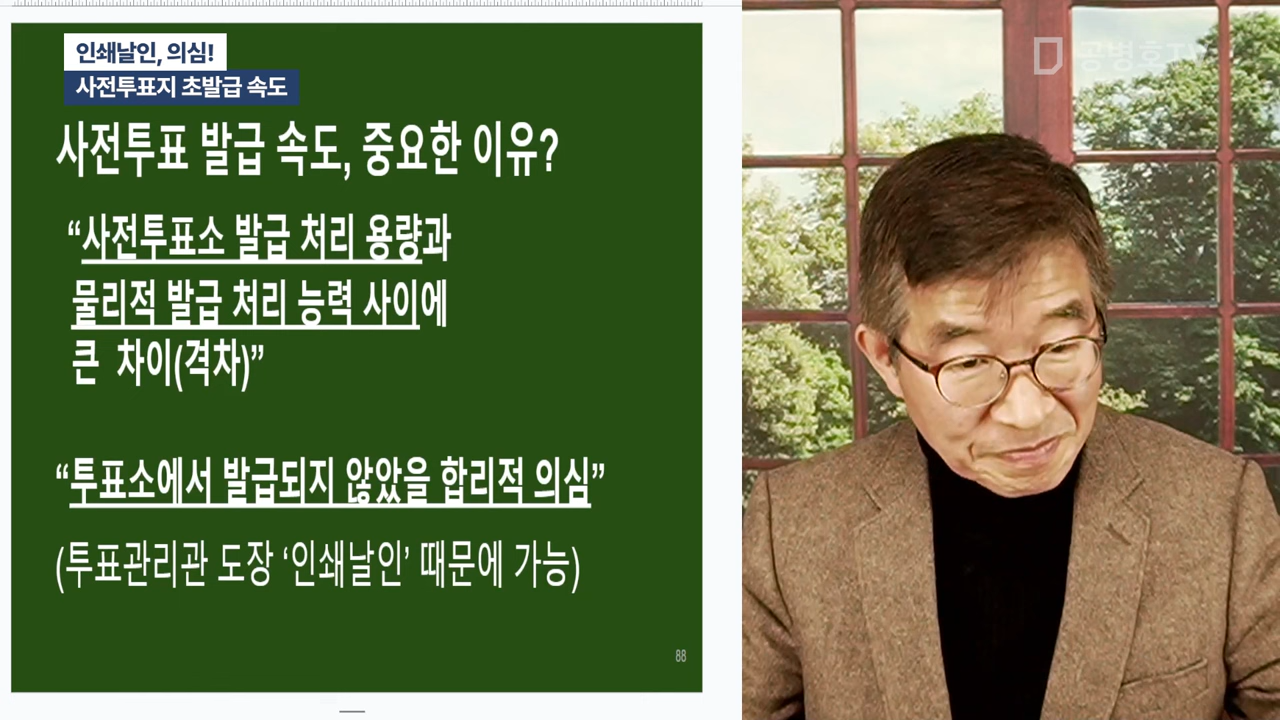 인쇄날인, 의심!
사전투표지 초발급 속도
사전투표 발급 속도, 중요한 이유?
“사전투표소 발급 처리 용량과
물리적 발급 처리 능력 사이에
큰 차이(격차)”
“투표소에서 발급되지 않았을 합리적 의심”
(투표관리관 도장 ‘인쇄날인’ 때문에 가능)
88
공병호TV